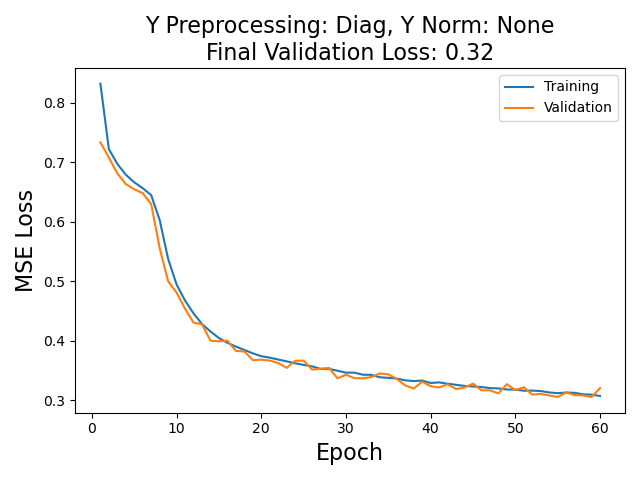 Y Preprocessing: Diag, Y Norm: None
Final Validation Loss: 0.32
Training
Validation
MSE Loss
0.8
0.7
0.6
0.5
0.4
0.3
0
10
20
30
40
50
60
Epoch